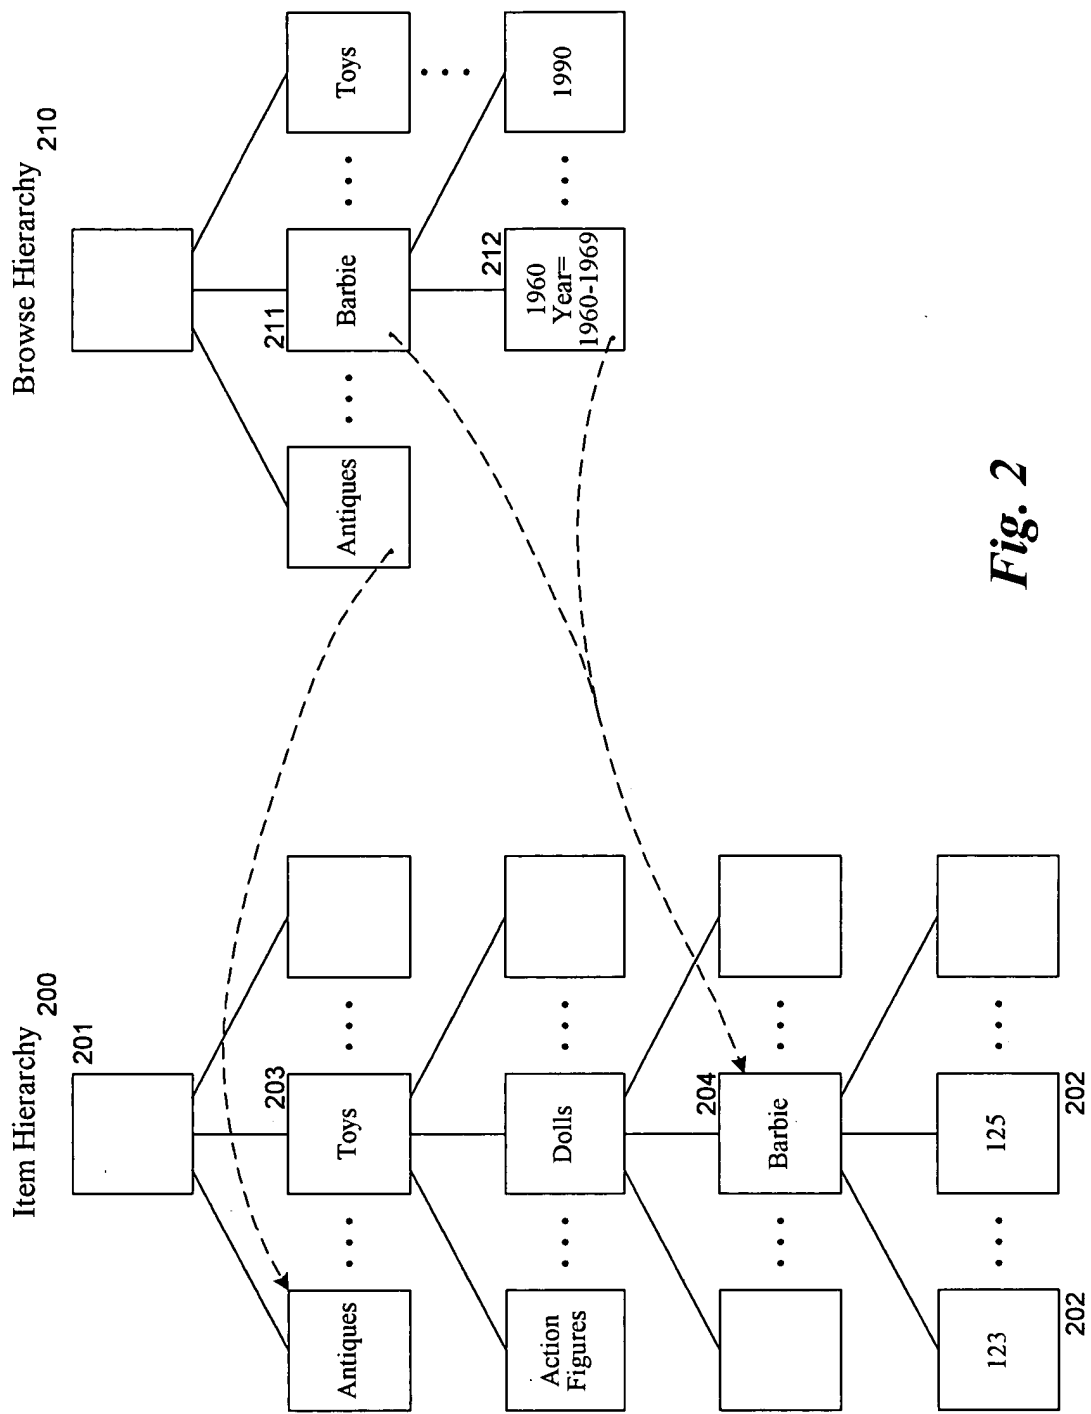 Item Hierarchy 200
201
Antiques
203
Toys
Action
Figures
Dolls
204
Barbie
123
125
202
202
Browse Hierarchy 210
Antiques
211
Barbie
Toys
212
1960
Year=
1960-1969
1990
Fig. 2